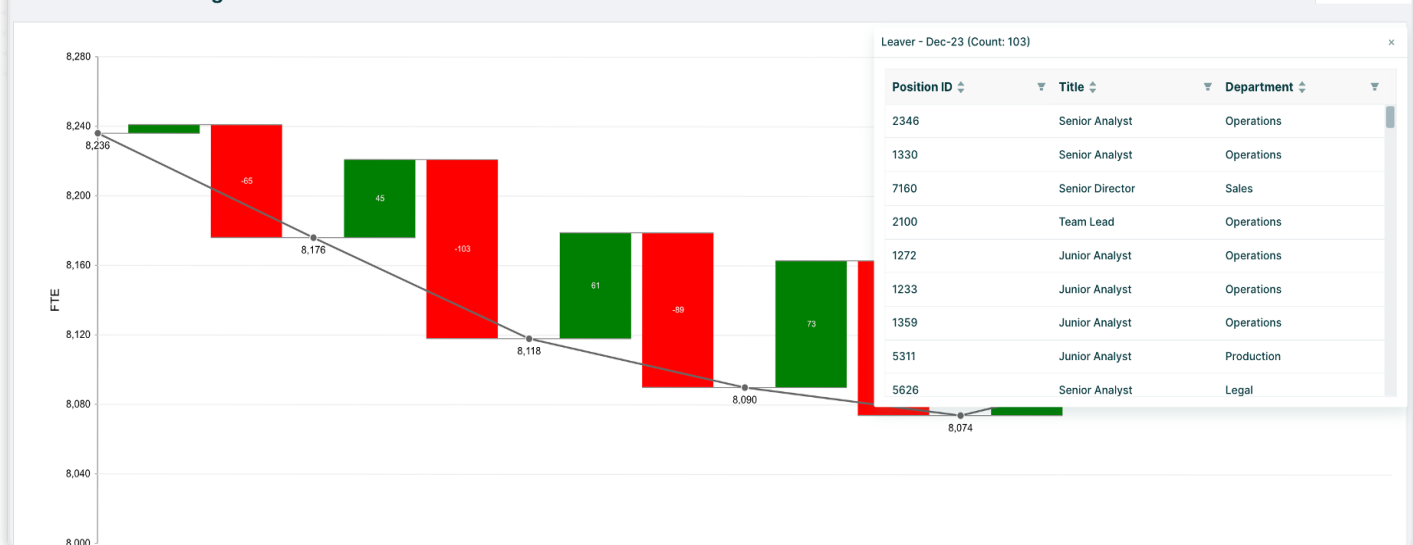 Leaver - Dec-23 (Count: 103) ×
Position ID Title Department
2346 Senior Analyst Operations
1330 Senior Analyst Operations
7160 Senior Director Sales
2100 Team Lead Operations
1272 Junior Analyst Operations
1233 Junior Analyst Operations
1359 Junior Analyst Operations
5311 Junior Analyst Production
5626 Senior Analyst Legal
FTE
8,280
8,240
8,200
8,160
8,120
8,080
8,040
8,000
8,236
-65
8,176
45
-103
8,118
61
-89
8,090
73
8,074